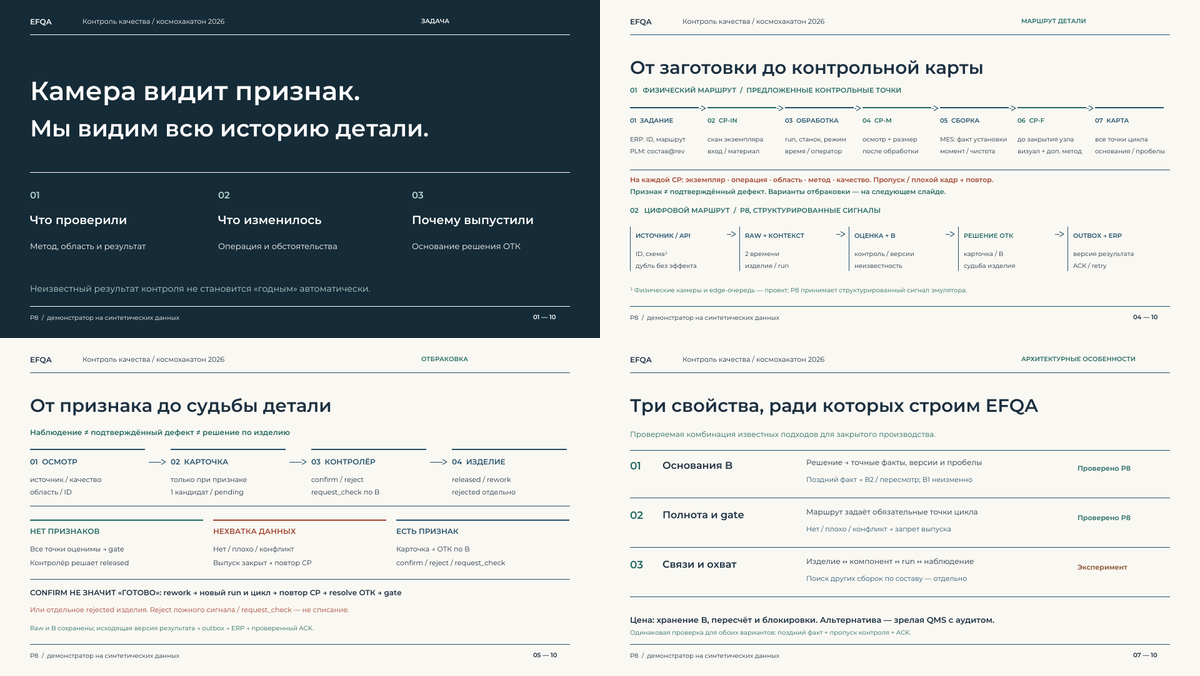 EFQA Контроль качества / космохакатон 2026 ЗАДАЧА
Камера видит признак.
Мы видим всю историю детали.
01 02 03
Что проверили Что изменилось Почему выпустили
Метод, область и результат Операция и обстоятельства Основание решения ОТК
Неизвестный результат контроля не становится «годным» автоматически.
P8 / демонстратор на синтетических данных 01 — 10
EFQA Контроль качества / космохакатон 2026 МАРШРУТ ДЕТАЛИ
От заготовки до контрольной карты
01 ФИЗИЧЕСКИЙ МАРШРУТ / ПРЕДЛОЖЕННЫЕ КОНТРОЛЬНЫЕ ТОЧКИ
01 ЗАДАНИЕ 02 CP-IN 03 ОБРАБОТКА 04 CP-M 05 СБОРКА 06 CP-F 07 КАРТА
ERP: ID, маршрут скан экземпляра run, станок, режим осмотр + размер MES: факт установки до закрытия узла все точки цикла
PLM: состав@rev вход / материал время / оператор после обработки момент / чистота визуал + доп. метод основания / пробелы
На каждой CP: экземпляр · операция · область · метод · качество. Пропуск / плохой кадр → повтор.
Признак ≠ подтверждённый дефект. Варианты отбраковки — на следующем слайде.
02 ЦИФРОВОЙ МАРШРУТ / P8, СТРУКТУРИРОВАННЫЕ СИГНАЛЫ
ИСТОЧНИК / API RAW + КОНТЕКСТ ОЦЕНКА + B РЕШЕНИЕ ОТК OUTBOX → ERP
ID, схема¹ 2 времени контроль / версии карточка / B версия результата
дубль без эффекта изделие / run неизвестность судьба изделия ACK / retry
¹ Физические камеры и edge-очередь — проект; P8 принимает структурированный сигнал эмулятора.
P8 / демонстратор на синтетических данных 04 — 10
EFQA Контроль качества / космохакатон 2026 ОТБРАКОВКА
От признака до судьбы детали
Наблюдение ≠ подтверждённый дефект ≠ решение по изделию
01 ОСМОТР 02 КАРТОЧКА 03 КОНТРОЛЁР 04 ИЗДЕЛИЕ
источник / качество только при признаке confirm / reject released / rework
область / ID 1 кандидат / pending request_check по B rejected отдельно
НЕТ ПРИЗНАКОВ НЕХВАТКА ДАННЫХ ЕСТЬ ПРИЗНАК
Все точки оценимы → gate Нет / плохо / конфликт Карточка → ОТК по B
Контролёр решает released Выпуск закрыт → повтор CP confirm / reject / request_check
CONFIRM НЕ ЗНАЧИТ «ГОТОВО»: rework → новый run и цикл → повтор CP → resolve ОТК → gate
Или отдельное rejected изделия. Reject ложного сигнала / request_check — не списание.
Raw и B сохранены; исходящая версия результата → outbox → ERP → проверенный ACK.
P8 / демонстратор на синтетических данных 05 — 10
EFQA Контроль качества / космохакатон 2026 АРХИТЕКТУРНЫЕ ОСОБЕННОСТИ
Три свойства, ради которых строим EFQA
Проверяемая комбинация известных подходов для закрытого производства.
01 Основания B Решение → точные факты, версии и пробелы Проверено P8
Поздний факт → B2 / пересмотр; B1 неизменно
02 Полнота и gate Маршрут задаёт обязательные точки цикла Проверено P8
Нет / плохо / конфликт → запрет выпуска
03 Связи и охват Изделие ↔ компонент ↔ run ↔ наблюдение Эксперимент
Поиск других сборок по составу — отдельно
Цена: хранение B, пересчёт и блокировки. Альтернатива — зрелая QMS с аудитом.
Одинаковая проверка для обоих вариантов: поздний факт + пропуск контроля + ACK.
P8 / демонстратор на синтетических данных 07 — 10